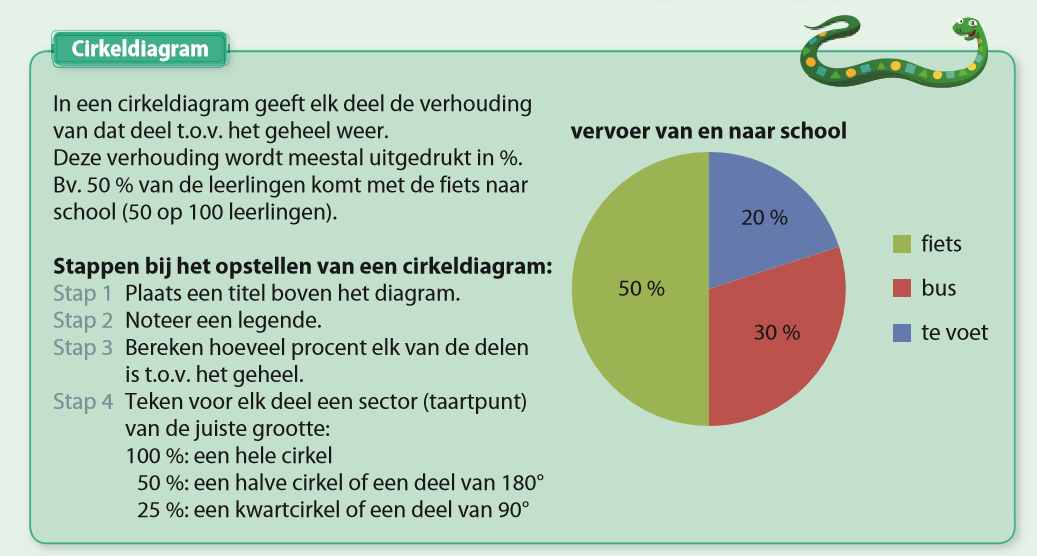 Cirkeldiagram
In een cirkeldiagram geeft elk deel de verhouding
van dat deel t.o.v. het geheel weer.
Deze verhouding wordt meestal uitgedrukt in %.
Bv. 50 % van de leerlingen komt met de fiets naar
school (50 op 100 leerlingen).
Stappen bij het opstellen van een cirkeldiagram:
Stap 1 Plaats een titel boven het diagram.
Stap 2 Noteer een legende.
Stap 3 Bereken hoeveel procent elk van de delen
is t.o.v. het geheel.
Stap 4 Teken voor elk deel een sector (taartpunt)
van de juiste grootte:
100 %: een hele cirkel
50 %: een halve cirkel of een deel van 180°
25 %: een kwartcirkel of een deel van 90°
vervoer van en naar school
20 %
50 %
30 %
fiets
bus
te voet